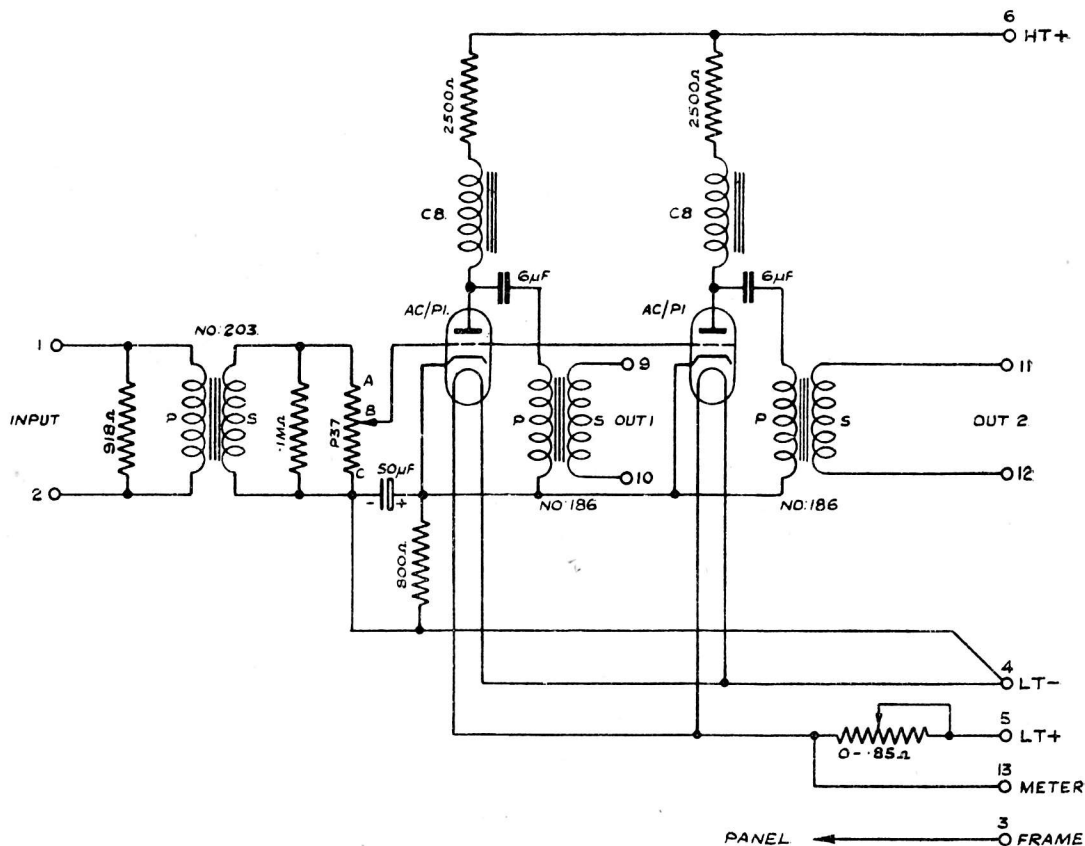 6
HT+
2500Ω
2500Ω
C8.
C8
6µF
6µF
AC/P1.
AC/P1
NO: 203.
1
9
11
A
B
C
P37
INPUT
918Ω
P
S
·1MΩ
P
S
OUT 1
P
S
OUT 2
50µF
- +
2
10
12
NO:186
NO:186
800Ω
4
LT-
5
LT+
0-·85Ω
13
METER
3
PANEL
FRAME